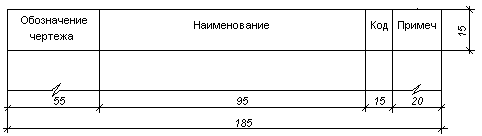 Обозначение
чертежа
Наименование
Код
Примеч
15
55
95
15
20
185